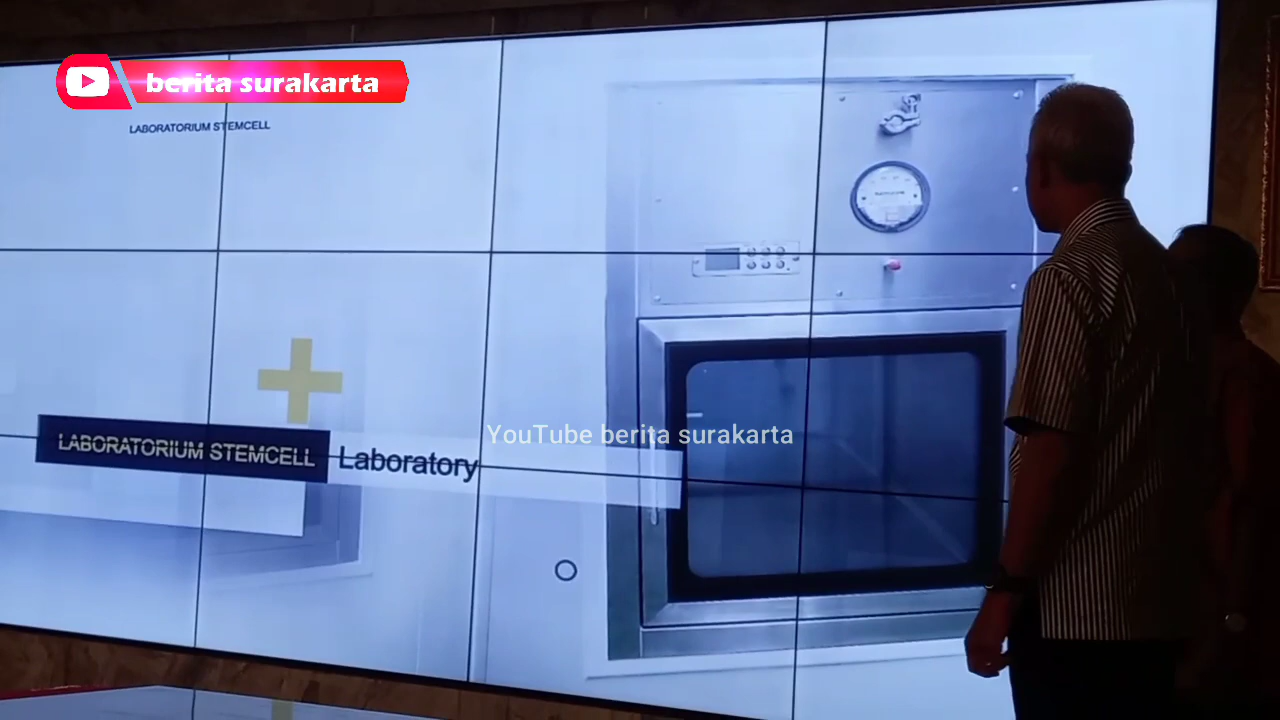 berita surakarta
LABORATORIUM STEMCELL
YouTube berita surakarta
LABORATORIUM STEMCELL Laboratory